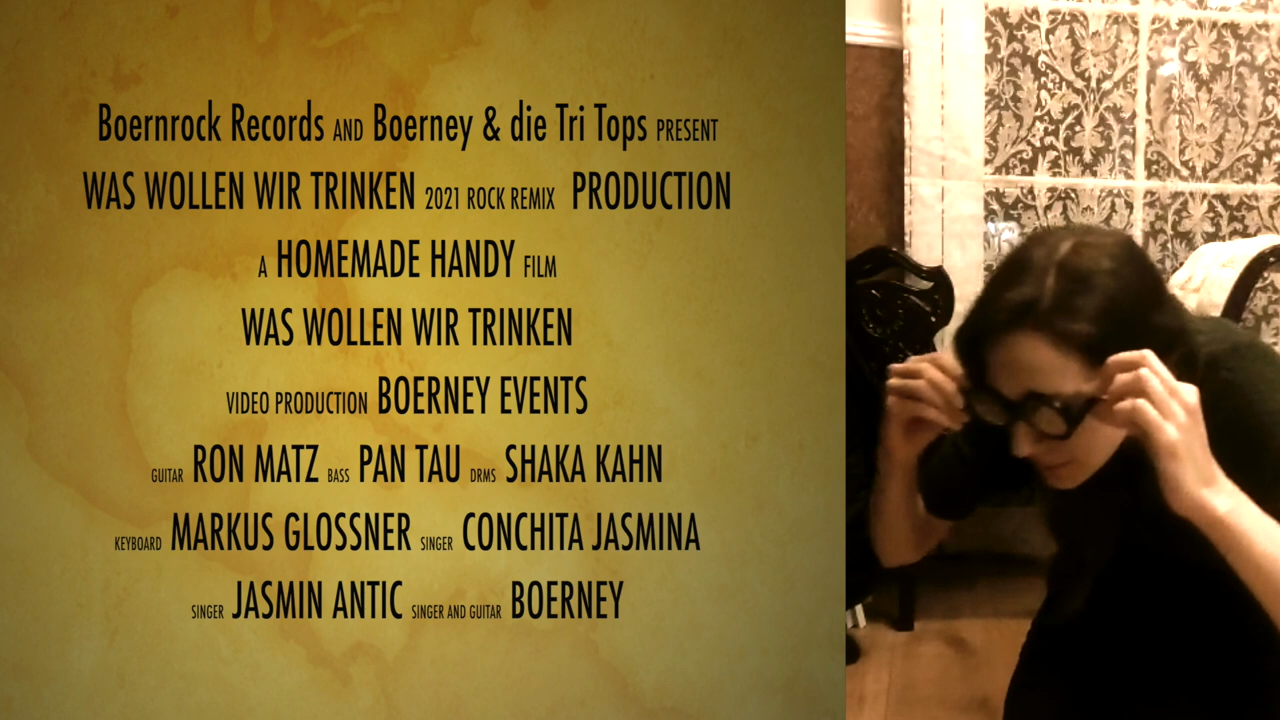 Boernrock Records AND Boerney & die Tri Tops PRESENT
WAS WOLLEN WIR TRINKEN 2021 ROCK REMIX PRODUCTION
A HOMEMADE HANDY FILM
WAS WOLLEN WIR TRINKEN
VIDEO PRODUCTION BOERNEY EVENTS
GUITAR RON MATZ BASS PAN TAU DRMS SHAKA KAHN
KEYBOARD MARKUS GLOSSNER SINGER CONCHITA JASMINA
SINGER JASMIN ANTIC SINGER AND GUITAR BOERNEY